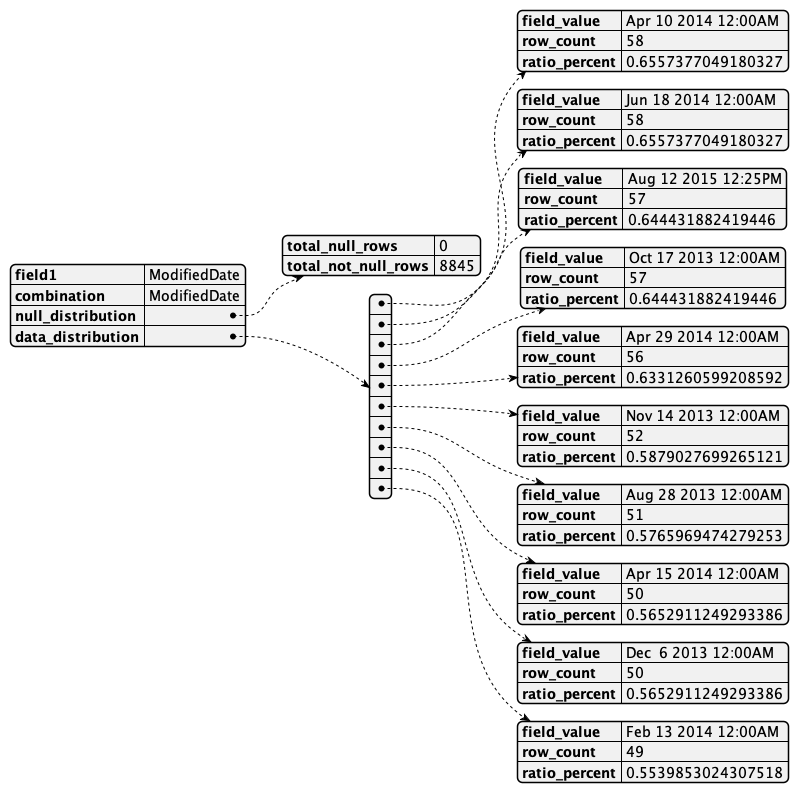 field1 ModifiedDate
combination ModifiedDate
null_distribution
data_distribution
total_null_rows 0
total_not_null_rows 8845
field_value Apr 10 2014 12:00AM
row_count 58
ratio_percent 0.6557377049180327
field_value Jun 18 2014 12:00AM
row_count 58
ratio_percent 0.6557377049180327
field_value Aug 12 2015 12:25PM
row_count 57
ratio_percent 0.644431882419446
field_value Oct 17 2013 12:00AM
row_count 57
ratio_percent 0.644431882419446
field_value Apr 29 2014 12:00AM
row_count 56
ratio_percent 0.6331260599208592
field_value Nov 14 2013 12:00AM
row_count 52
ratio_percent 0.5879027699265121
field_value Aug 28 2013 12:00AM
row_count 51
ratio_percent 0.5765969474279253
field_value Apr 15 2014 12:00AM
row_count 50
ratio_percent 0.5652911249293386
field_value Dec  6 2013 12:00AM
row_count 50
ratio_percent 0.5652911249293386
field_value Feb 13 2014 12:00AM
row_count 49
ratio_percent 0.5539853024307518